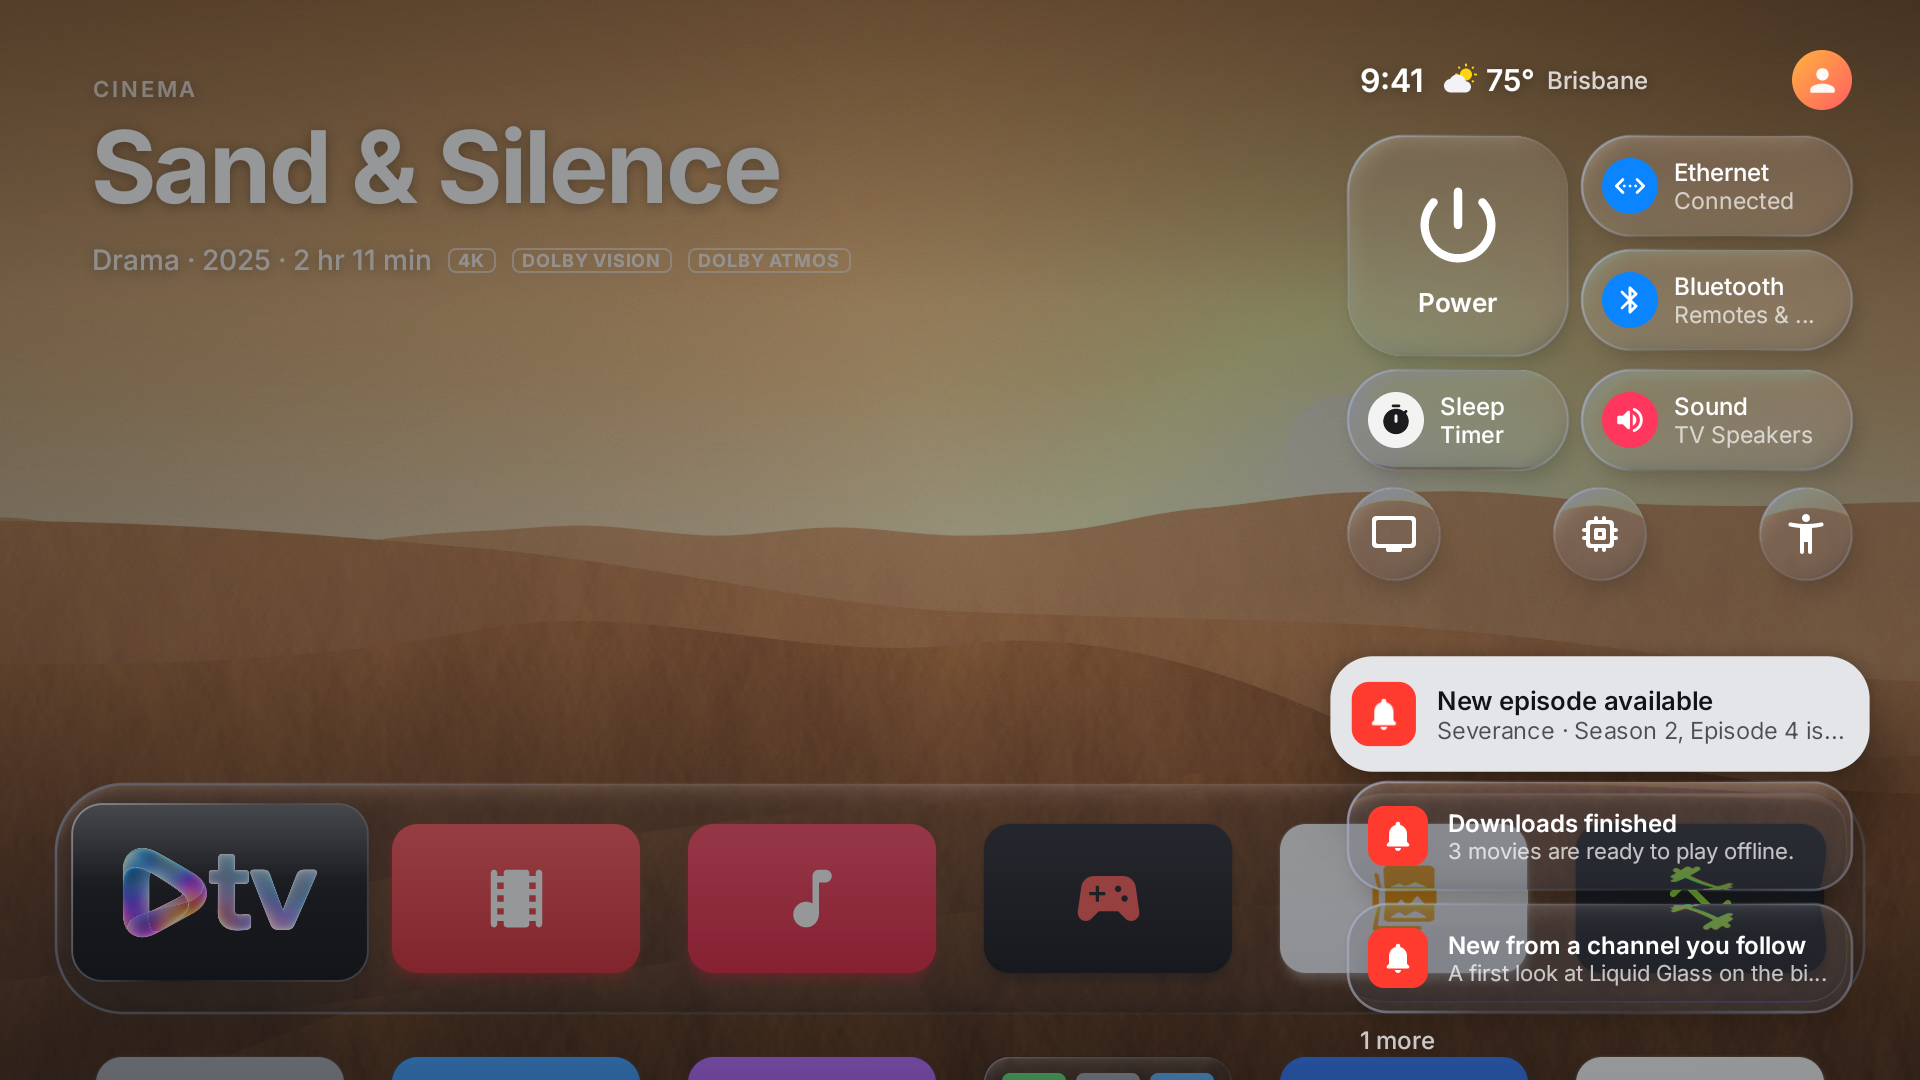 CINEMA
Sand & Silence
Drama · 2025 · 2 hr 11 min 4K DOLBY VISION DOLBY ATMOS
9:41 75° Brisbane
Power
Ethernet
Connected
Bluetooth
Remotes & ...
Sleep
Timer
Sound
TV Speakers
New episode available
Severance · Season 2, Episode 4 is...
Downloads finished
3 movies are ready to play offline.
New from a channel you follow
A first look at Liquid Glass on the bi...
1 more
tv